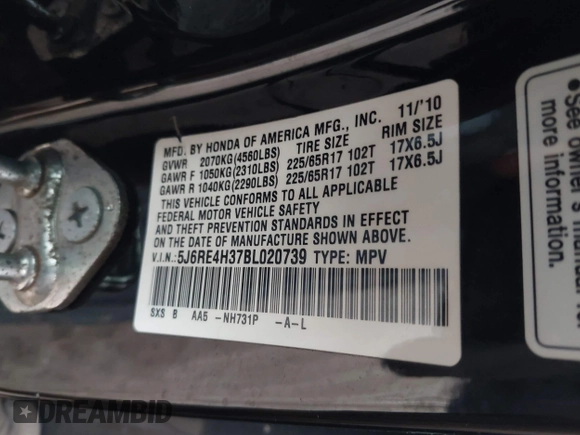 MFD. BY HONDA OF AMERICA MFG., INC. 11/'10
GVWR 2070KG(4560LBS) TIRE SIZE RIM SIZE
GAWR F 1050KG(2310LBS) 225/65R17 102T 17X6.5J
GAWR R 1040KG(2290LBS) 225/65R17 102T 17X6.5J
THIS VEHICLE CONFORMS TO ALL APPLICABLE
FEDERAL MOTOR VEHICLE SAFETY
AND THEFT PREVENTION STANDARDS IN EFFECT
ON THE DATE OF MANUFACTURE SHOWN ABOVE.
V.I.N.: 5J6RE4H37BL020739 TYPE: MPV
SXS B AA5 -NH731P -A-L
•See owner's
DREAMBID